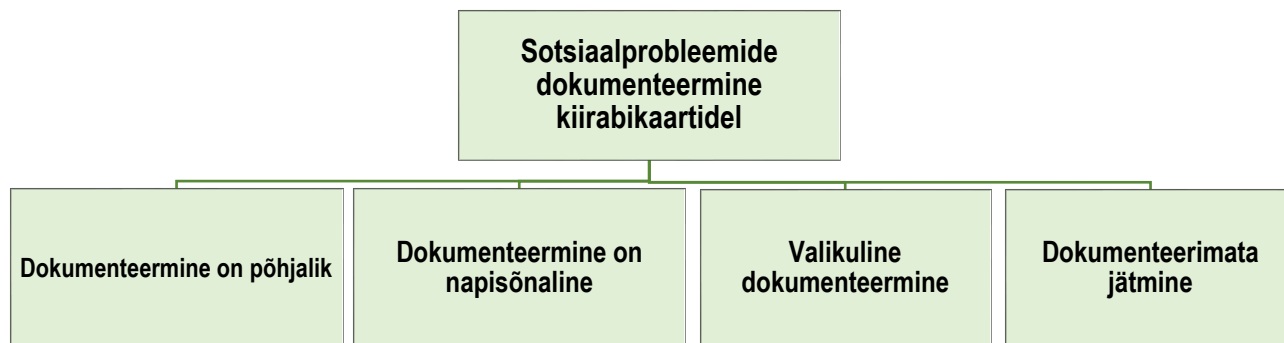 Sotsiaalprobleemide
dokumenteermine
kiirabikaartidel
Dokumenteermine on põhjalik
Dokumenteermine on
napisõnaline
Valikuline
dokumenteermine
Dokumenteerimata
jätmine